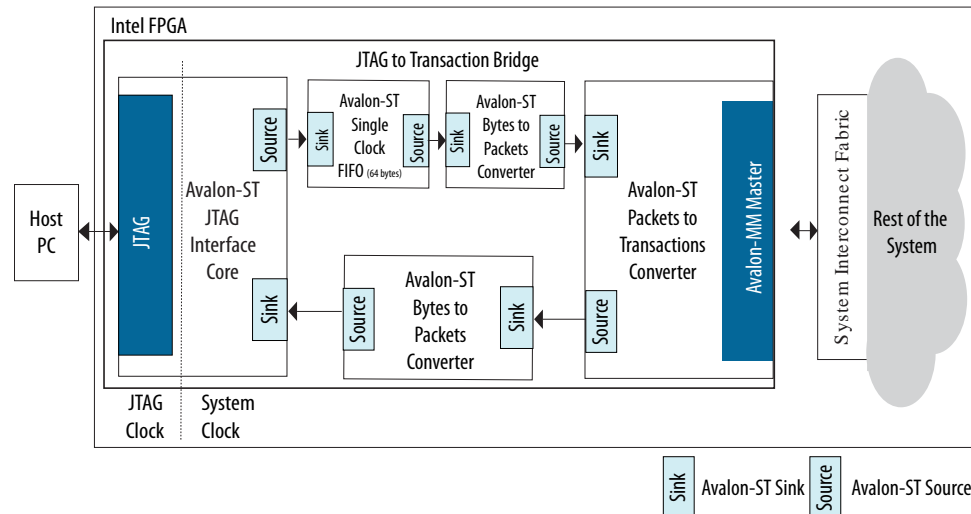 Intel FPGA
JTAG to Transaction Bridge
Host
PC
JTAG
Avalon-ST
JTAG
Interface
Core
Source
Sink
Sink
Avalon-ST
Single
Clock
FIFO (64 bytes)
Source
Sink
Avalon-ST
Bytes to
Packets
Converter
Source
Sink
Avalon-ST
Packets to
Transactions
Converter
Source
Avalon-MM Master
Source
Avalon-ST
Bytes to
Packets
Converter
Sink
System Interconnect Fabric
Rest of the
System
JTAG
Clock
System
Clock
Sink
Avalon-ST Sink
Source
Avalon-ST Source